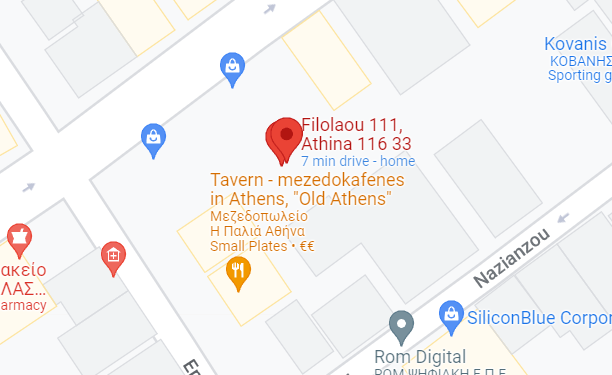 Kovanis
ΚΟΒΑΝΗΣ
Sporting g
Filolaou 111,
Athina 116 33
7 min drive - home
Tavern - mezedokafenes
in Athens, "Old Athens"
Μεζεδοπωλείο
Η Παλιά Αθήνα
Small Plates • €€
ακείο
ΛΑΣ...
armacy
Nazianzou
SiliconBlue Corpor
Rom Digital
ROM ΨΗΦΙΑΚΗ Ε.Π.Ε